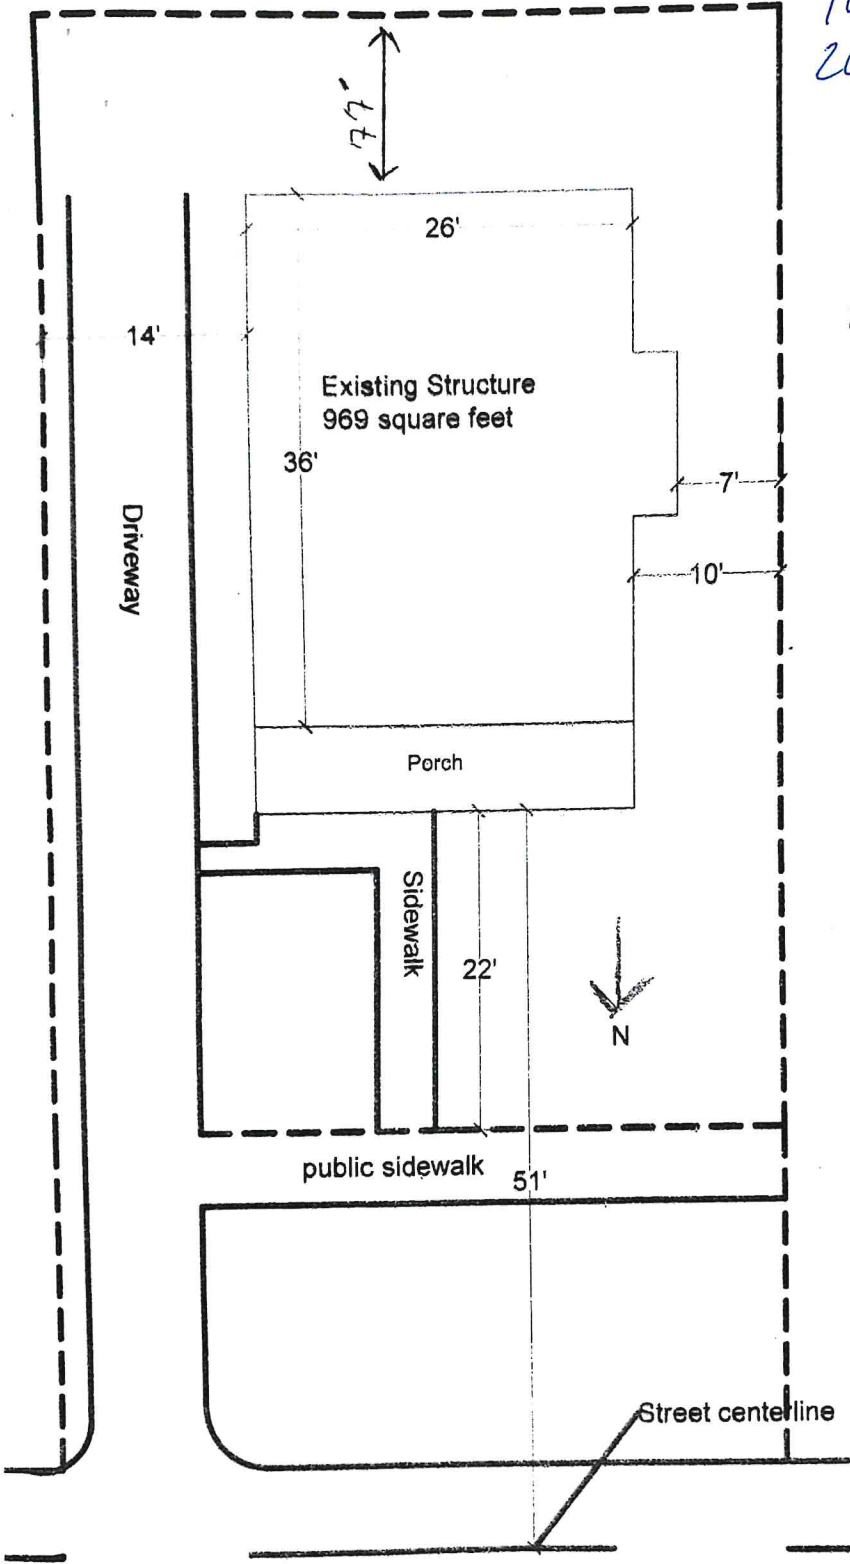 77'
26'
14'
Existing Structure
969 square feet
36'
7'
Driveway
10'
Porch
Sidewalk
22'
N
public sidewalk
51'
Street centerline